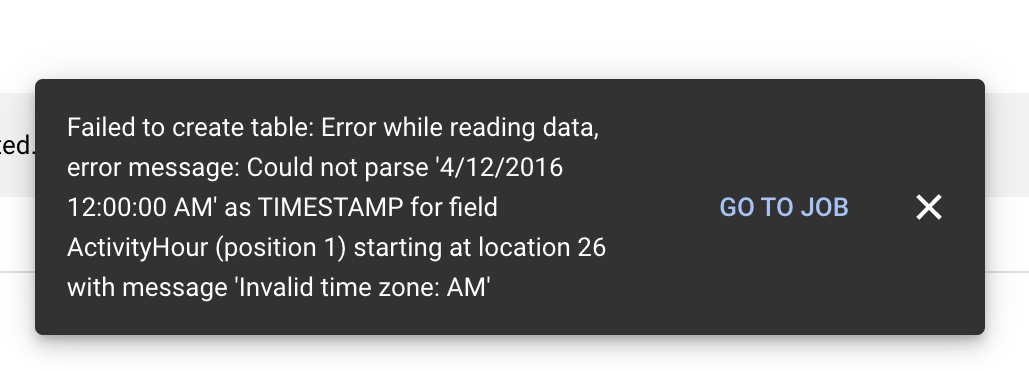 Failed to create table: Error while reading data,
error message: Could not parse '4/12/2016
ted.
12:00:00 AM' as TIMESTAMP for field
GO TO JOB
ActivityHour (position 1) starting at location 26
with message 'Invalid time zone: AM'